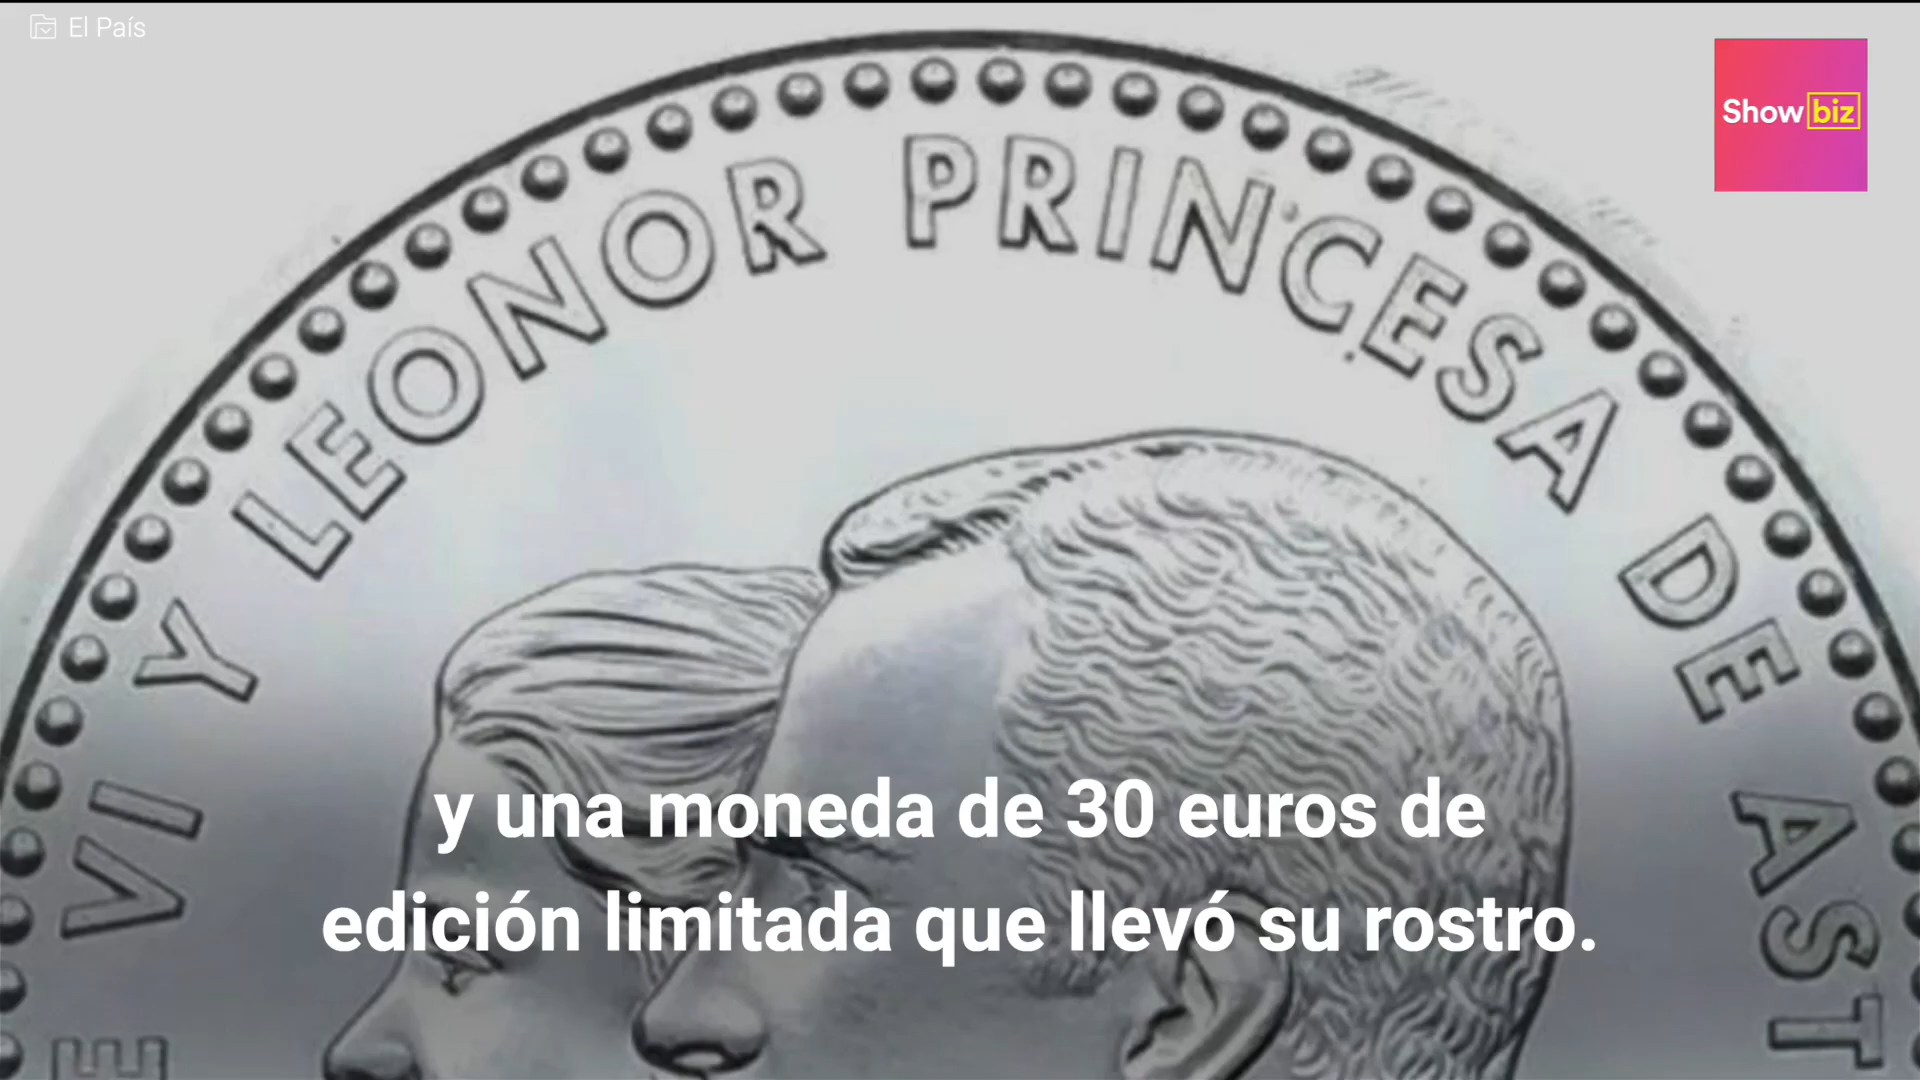 El País
Show biz
E VI Y LEONOR PRINCESA DE AST
y una moneda de 30 euros de
edición limitada que llevó su rostro.